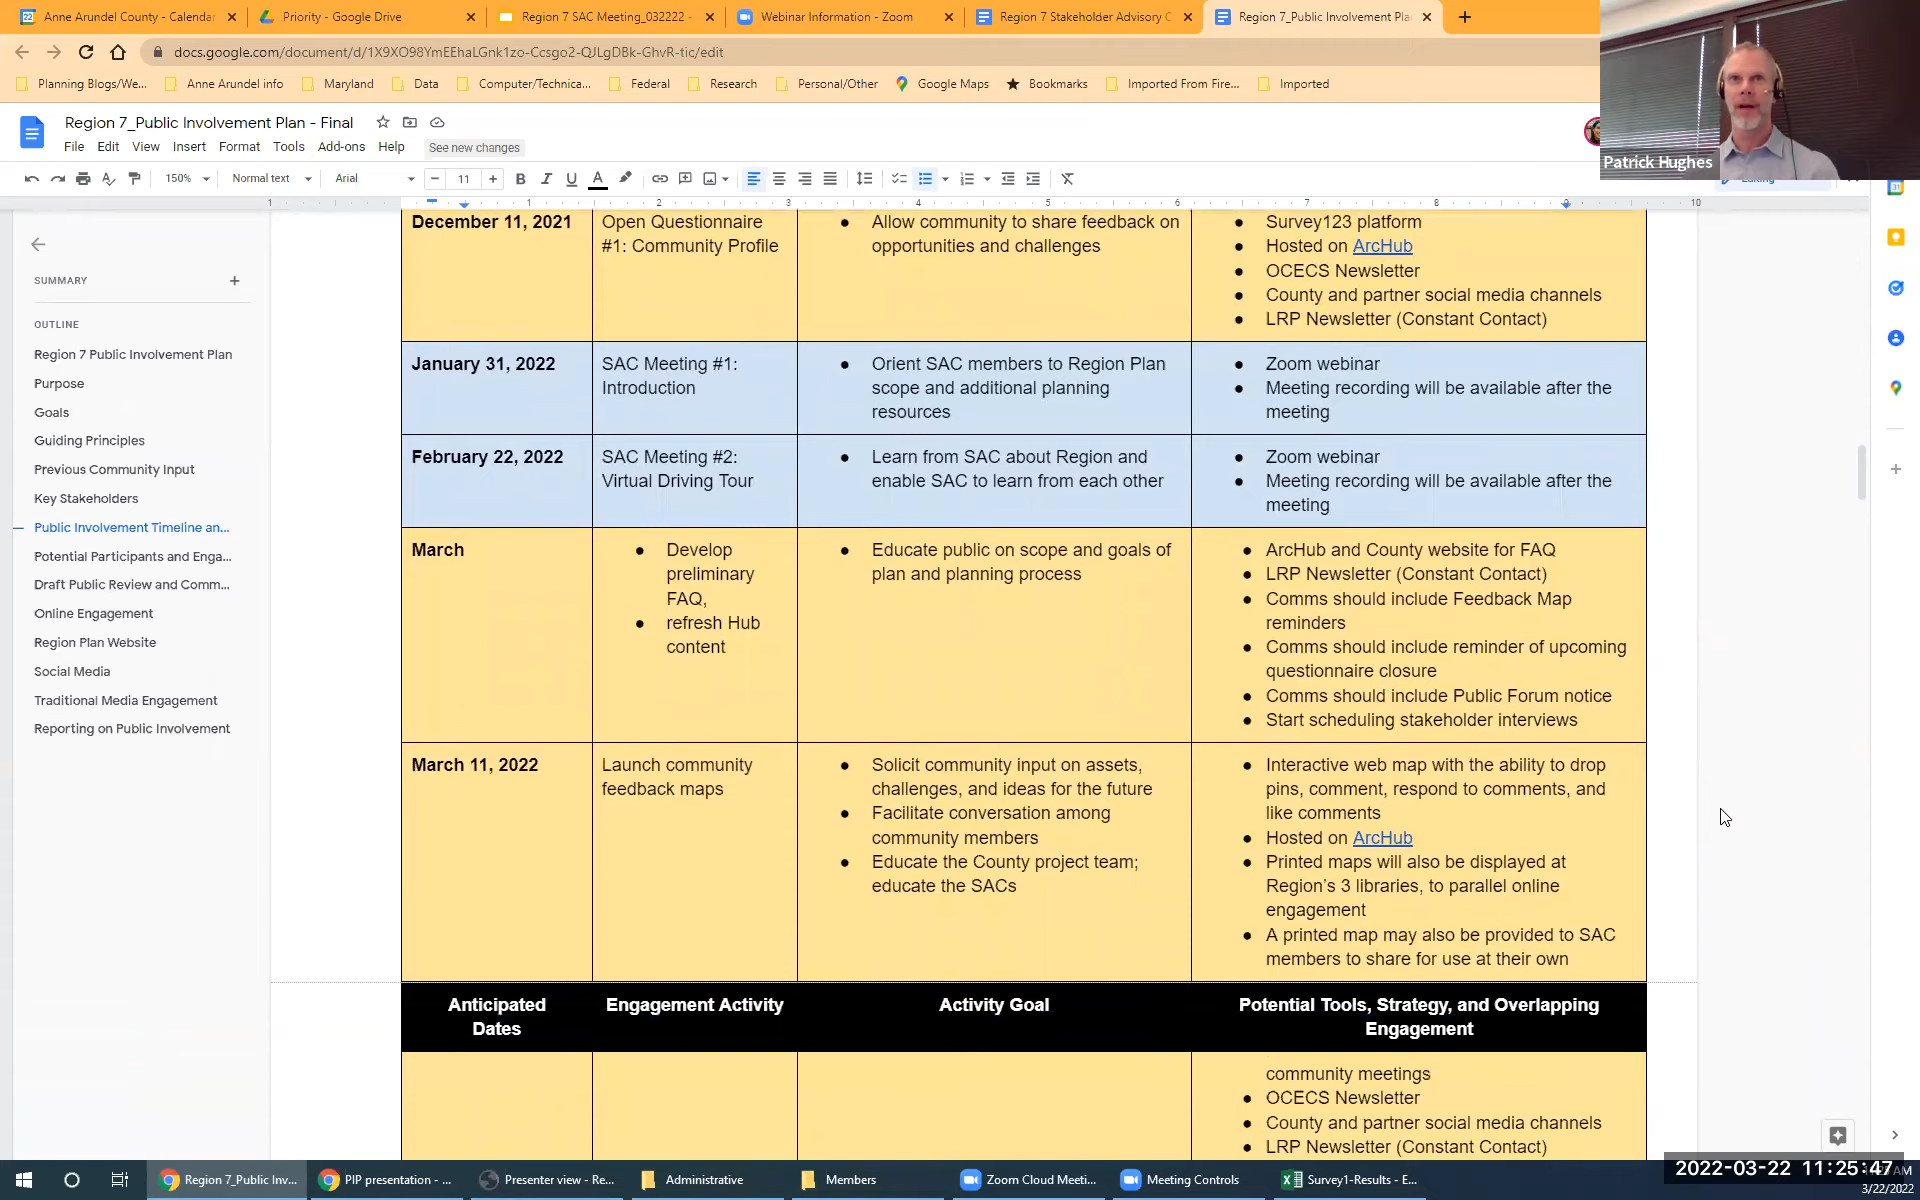 Anne Arundel County - Calendar
Priority - Google Drive
Region 7 SAC Meeting_032222 -
Webinar Information - Zoom
Region 7 Stakeholder Advisory C
Region 7_Public Involvement Pla
docs.google.com/document/d/1X9XO98YmEEhaLGnk1zo-Ccsgo2-QJLgDBk-GhvR-tic/edit
Planning Blogs/We...
Anne Arundel info
Maryland
Data
Computer/Technica...
Federal
Research
Personal/Other
Google Maps
Bookmarks
Imported From Fire...
Imported
Region 7_Public Involvement Plan - Final
File Edit View Insert Format Tools Add-ons Help See new changes
Patrick Hughes
150% Normal text Arial 11
1 1 2 3 4 5 6 7 8 9 10
SUMMARY
OUTLINE
Region 7 Public Involvement Plan
Purpose
Goals
Guiding Principles
Previous Community Input
Key Stakeholders
Public Involvement Timeline an...
Potential Participants and Enga...
Draft Public Review and Comm...
Online Engagement
Region Plan Website
Social Media
Traditional Media Engagement
Reporting on Public Involvement
December 11, 2021
Open Questionnaire
#1: Community Profile
● Allow community to share feedback on
opportunities and challenges
● Survey123 platform
● Hosted on ArcHub
● OCECS Newsletter
● County and partner social media channels
● LRP Newsletter (Constant Contact)
January 31, 2022
SAC Meeting #1:
Introduction
● Orient SAC members to Region Plan
scope and additional planning
resources
● Zoom webinar
● Meeting recording will be available after the
meeting
February 22, 2022
SAC Meeting #2:
Virtual Driving Tour
● Learn from SAC about Region and
enable SAC to learn from each other
● Zoom webinar
● Meeting recording will be available after the
meeting
March
● Develop
preliminary
FAQ,
● refresh Hub
content
● Educate public on scope and goals of
plan and planning process
● ArcHub and County website for FAQ
● LRP Newsletter (Constant Contact)
● Comms should include Feedback Map
reminders
● Comms should include reminder of upcoming
questionnaire closure
● Comms should include Public Forum notice
● Start scheduling stakeholder interviews
March 11, 2022
Launch community
feedback maps
● Solicit community input on assets,
challenges, and ideas for the future
● Facilitate conversation among
community members
● Educate the County project team;
educate the SACs
● Interactive web map with the ability to drop
pins, comment, respond to comments, and
like comments
● Hosted on ArcHub
● Printed maps will also be displayed at
Region's 3 libraries, to parallel online
engagement
● A printed map may also be provided to SAC
members to share for use at their own
Anticipated
Dates
Engagement Activity
Activity Goal
Potential Tools, Strategy, and Overlapping
Engagement
community meetings
● OCECS Newsletter
● County and partner social media channels
● LRP Newsletter (Constant Contact)
Region 7_Public Inv...
PIP presentation - ...
Presenter view - Re...
Administrative
Members
Zoom Cloud Meeti...
Meeting Controls
Survey1-Results - E...
2022-03-22 11:25:47
3/22/2022